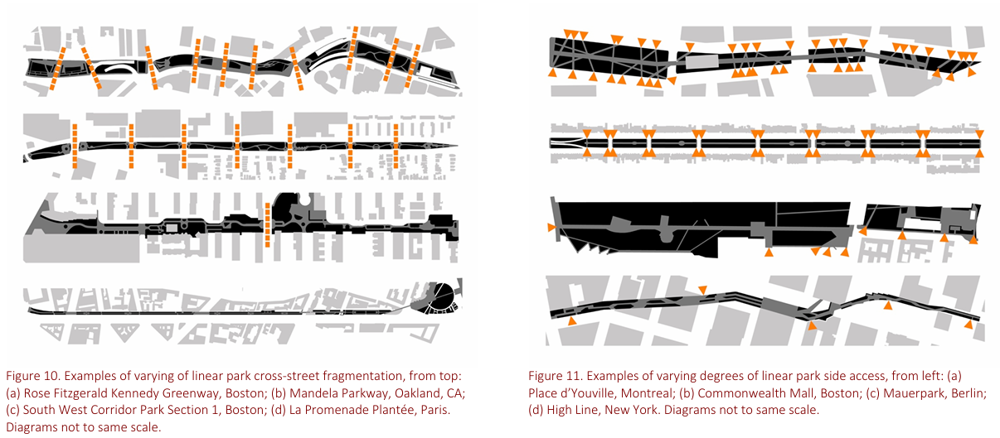 Figure 10. Examples of varying of linear park cross-street fragmentation, from top:
(a) Rose Fitzgerald Kennedy Greenway, Boston; (b) Mandela Parkway, Oakland, CA;
(c) South West Corridor Park Section 1, Boston; (d) La Promenade Plantée, Paris.
Diagrams not to same scale.
Figure 11. Examples of varying degrees of linear park side access, from left: (a)
Place d’Youville, Montreal; (b) Commonwealth Mall, Boston; (c) Mauerpark, Berlin;
(d) High Line, New York. Diagrams not to same scale.